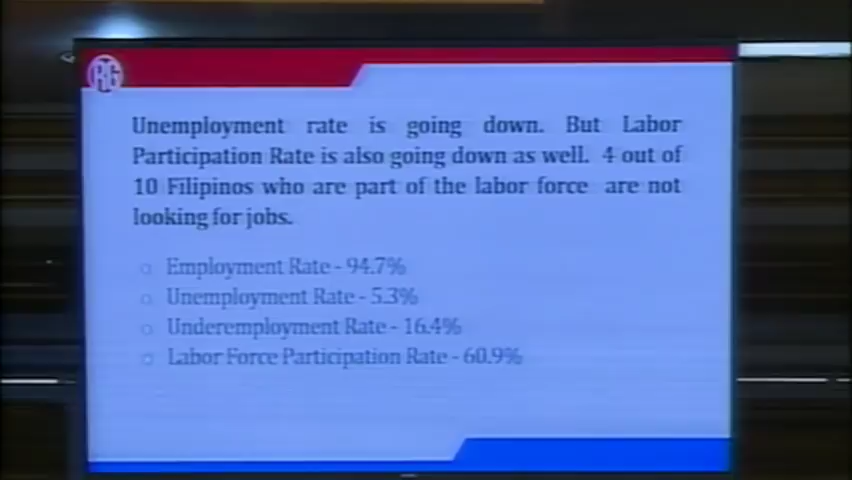 RG
Unemployment rate is going down. But Labor
Participation Rate is also going down as well. 4 out of
10 Filipinos who are part of the labor force are not
looking for jobs.
Employment Rate - 94.7%
Unemployment Rate - 5.3%
Underemployment Rate - 16.4%
Labor Force Participation Rate - 60.9%